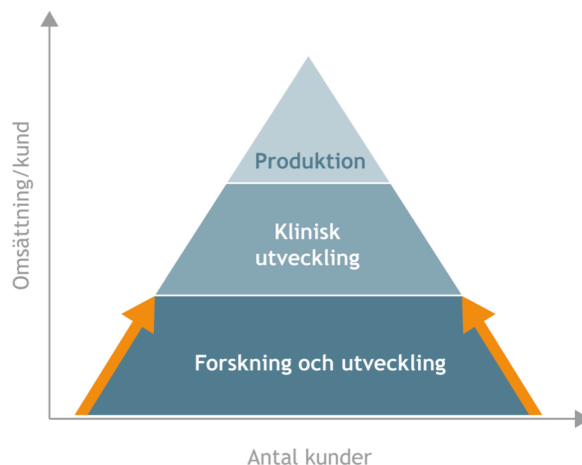 Omsättning/kund
Produktion
Klinisk
utveckling
Forskning och utveckling
Antal kunder